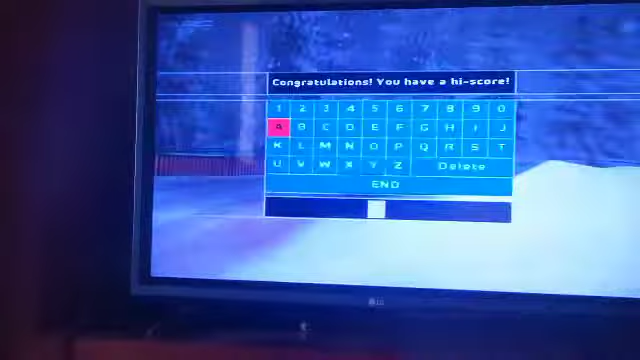 Congratulations! You have a hi-score!
1 2 3 4 5 6 7 8 9 0
A B C D E F G H I J
K L M N O P Q R S T
U V W X Y Z Delete
END
LG